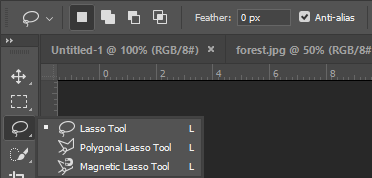 Feather: 0 px Anti-alias
Untitled-1 @ 100% (RGB/8#) × forest.jpg @ 50% (RGB/8#) ×
0 2 4 6 8
Lasso Tool L
Polygonal Lasso Tool L
Magnetic Lasso Tool L